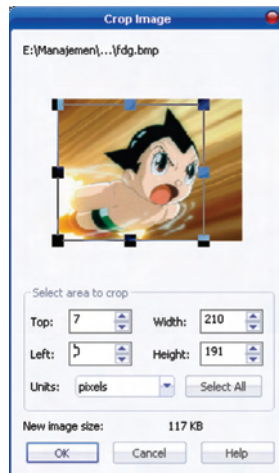 Crop Image
E:\Manajemen\...\fdg.bmp
Select area to crop
Top: 7 Width: 210
Left: Height: 191
Units: pixels Select All
New image size: 117 KB
OK Cancel Help